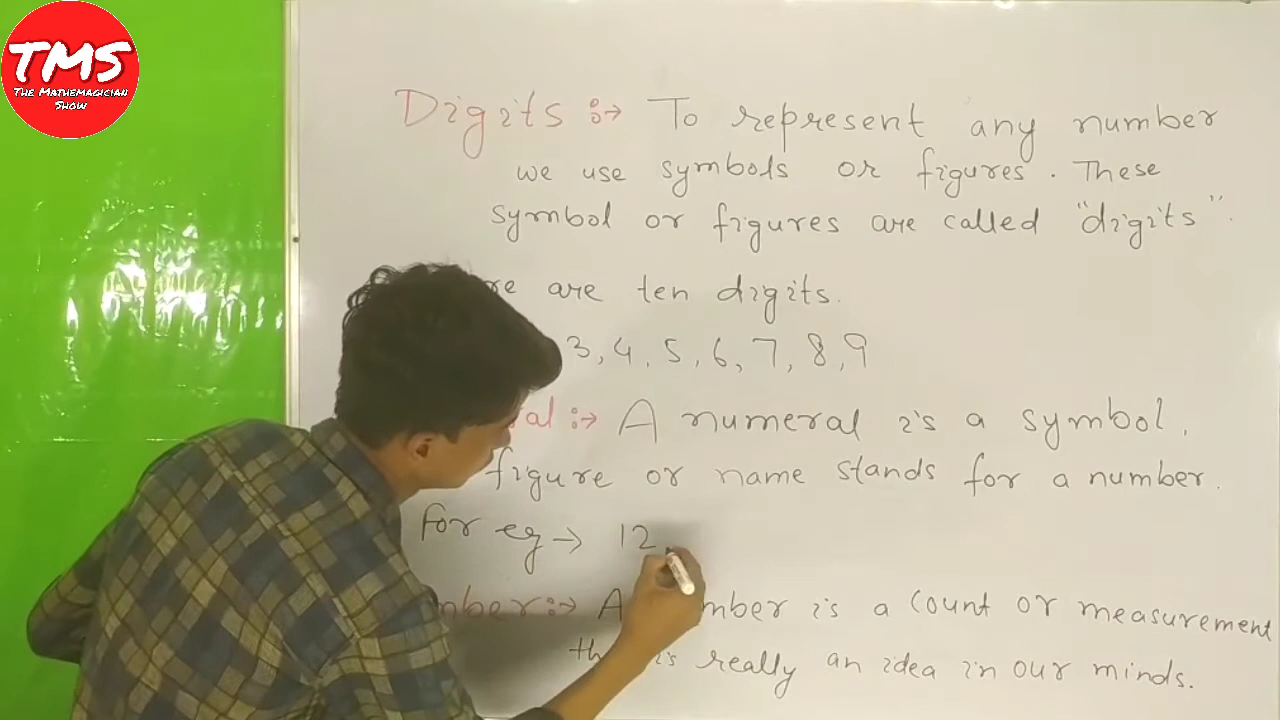 TMS
THE MATHEMAGICIAN
SHOW
Digits :→ To represent any number
we use symbols or figures. These
symbol or figures are called "digits".
are ten digits.
3, 4, 5, 6, 7, 8, 9
:→ A numeral is a symbol,
figure or name stands for a number.
For eg → 12
:→ A is a count or measurement
is really an idea in our minds.